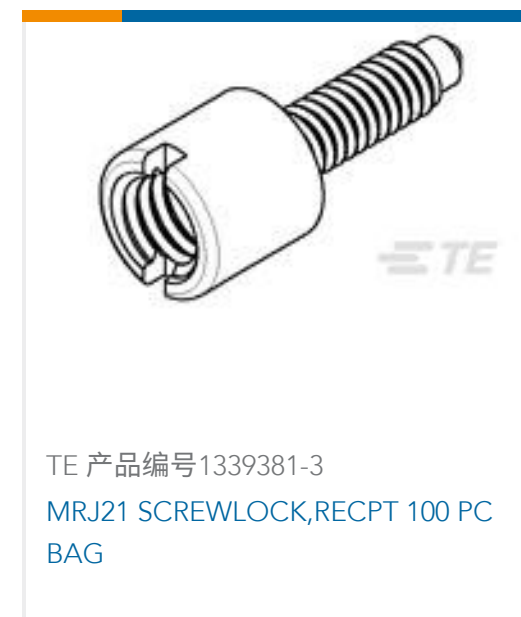 TE
TE 产品编号1339381-3
MRJ21 SCREWLOCK,RECPT 100 PC
BAG